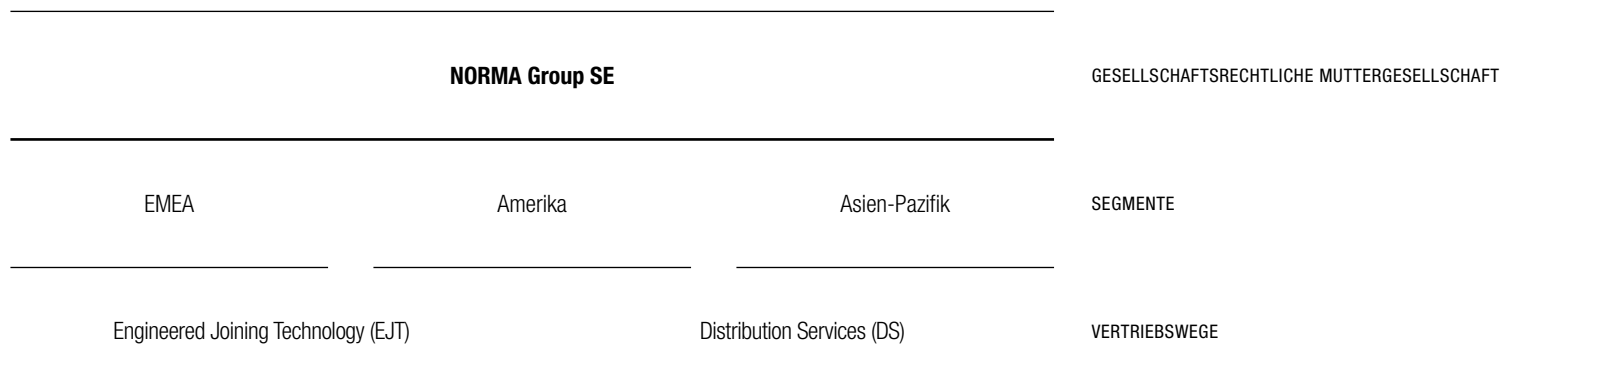 NORMA Group SE GESELLSCHAFTSRECHTLICHE MUTTERGESELLSCHAFT
EMEA Amerika Asien-Pazifik SEGMENTE
Engineered Joining Technology (EJT) Distribution Services (DS) VERTRIEBSWEGE